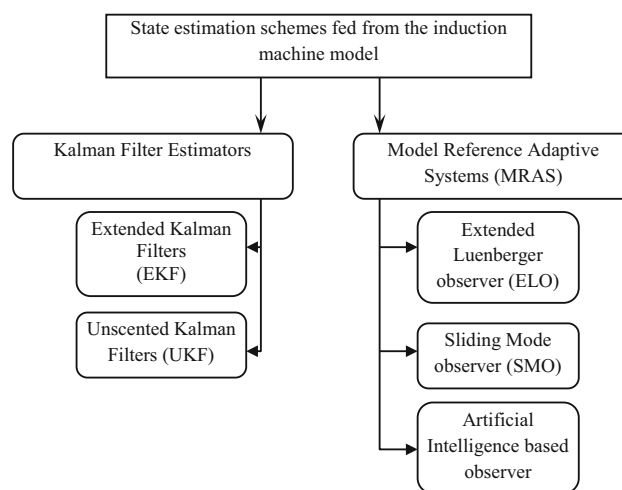 State estimation schemes fed from the induction
machine model
Kalman Filter Estimators
Model Reference Adaptive
Systems (MRAS)
Extended Kalman
Filters
(EKF)
Unscented Kalman
Filters (UKF)
Extended
Luenberger
observer (ELO)
Sliding Mode
observer (SMO)
Artificial
Intelligence based
observer